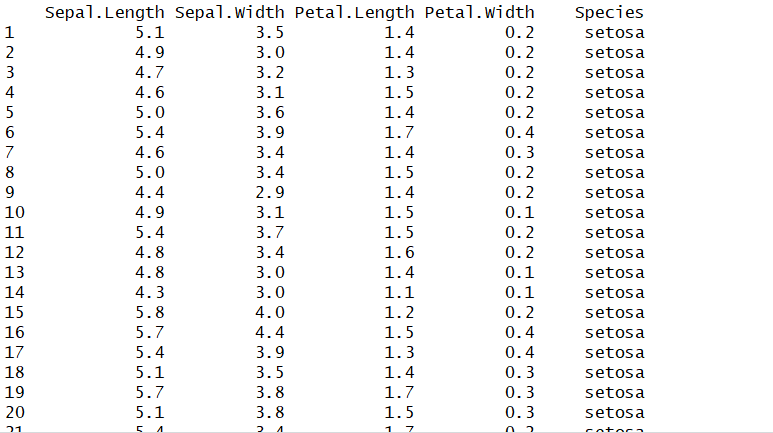 Sepal.Length Sepal.Width Petal.Length Petal.Width Species
1 5.1 3.5 1.4 0.2 setosa
2 4.9 3.0 1.4 0.2 setosa
3 4.7 3.2 1.3 0.2 setosa
4 4.6 3.1 1.5 0.2 setosa
5 5.0 3.6 1.4 0.2 setosa
6 5.4 3.9 1.7 0.4 setosa
7 4.6 3.4 1.4 0.3 setosa
8 5.0 3.4 1.5 0.2 setosa
9 4.4 2.9 1.4 0.2 setosa
10 4.9 3.1 1.5 0.1 setosa
11 5.4 3.7 1.5 0.2 setosa
12 4.8 3.4 1.6 0.2 setosa
13 4.8 3.0 1.4 0.1 setosa
14 4.3 3.0 1.1 0.1 setosa
15 5.8 4.0 1.2 0.2 setosa
16 5.7 4.4 1.5 0.4 setosa
17 5.4 3.9 1.3 0.4 setosa
18 5.1 3.5 1.4 0.3 setosa
19 5.7 3.8 1.7 0.3 setosa
20 5.1 3.8 1.5 0.3 setosa